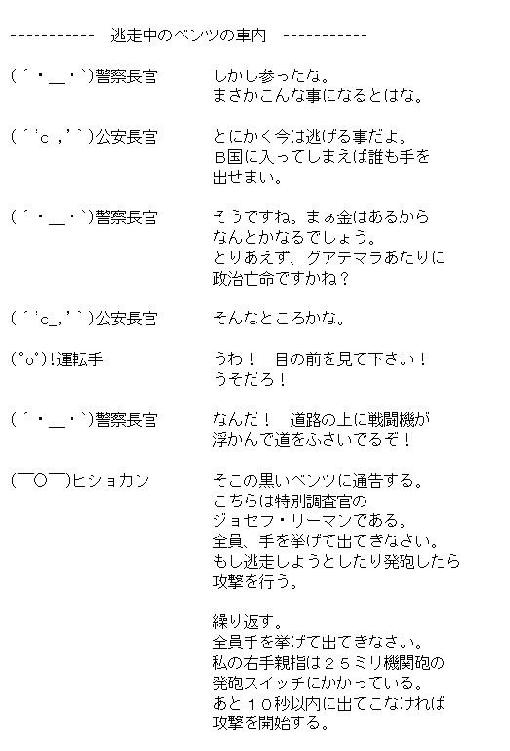 -----------　逃走中のベンツの車内　-----------
(´・＿・`)警察長官　しかし参ったな。
まさかこんな事になるとはな。
(´'c_,'｀)公安長官　とにかく今は逃げる事だよ。
Ｂ国に入ってしまえば誰も手を
出せまい。
(´・＿・`)警察長官　そうですね。まぁ金はあるから
なんとかなるでしょう。
とりあえず、グアテマラあたりに
政治亡命ですかね？
(´'c_,'｀)公安長官　そんなところかな。
(ﾟυﾟ)!運転手　うわ！　目の前を見て下さい！
うそだろ！
(´・＿・`)警察長官　なんだ！　道路の上に戦闘機が
浮かんで道をふさいでるぞ！
(￣○￣)ヒショカン　そこの黒いベンツに通告する。
こちらは特別調査官の
ジョセフ・リーマンである。
全員、手を挙げて出てきなさい。
もし逃走しようとしたり発砲したら
攻撃を行う。
繰り返す。
全員手を挙げて出てきなさい。
私の右手親指は２５ミリ機関砲の
発砲スイッチにかかっている。
あと１０秒以内に出てこなければ
攻撃を開始する。